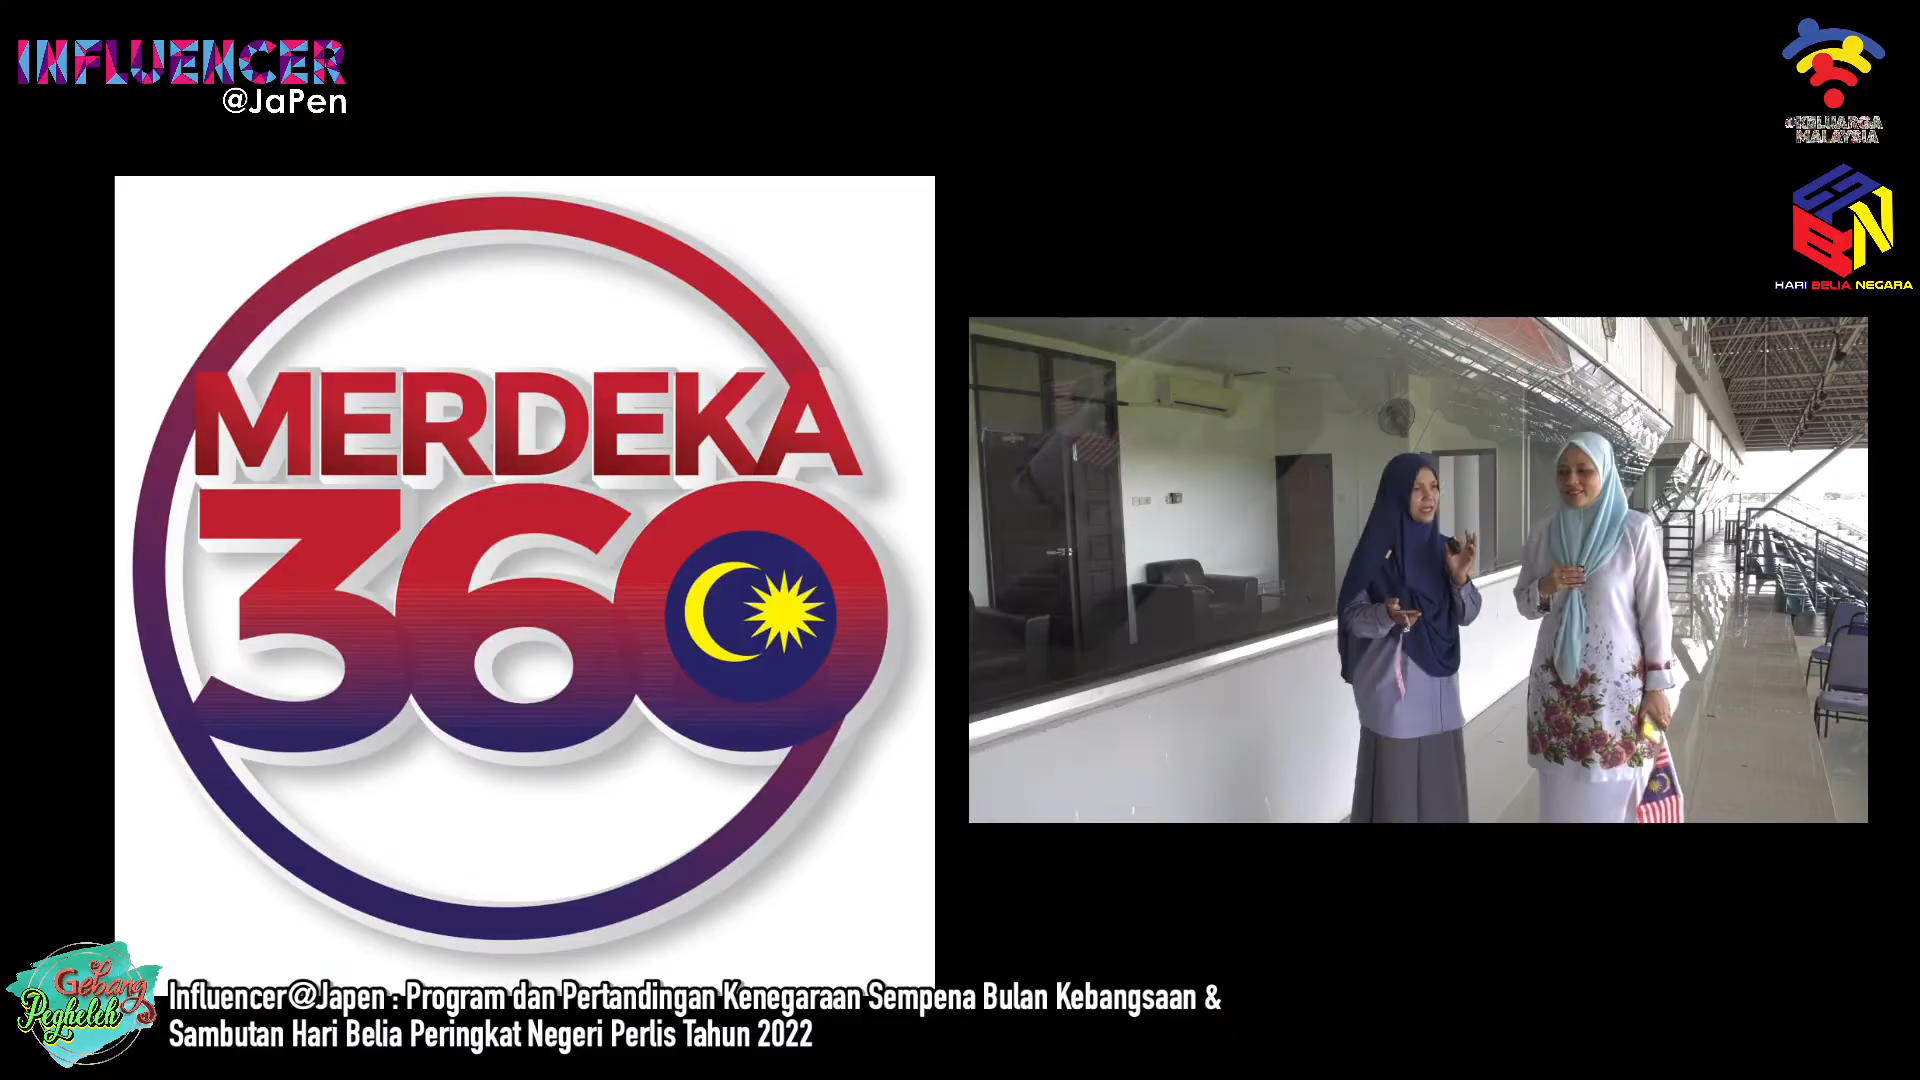 INFLUENCER
@JaPen
#KELUARGA
MALAYSIA
HBN
HARI BELIA NEGARA
MERDEKA
360
Gebang
Pegheleh
Influencer@Japen : Program dan Pertandingan Kenegaraan Sempena Bulan Kebangsaan &
Sambutan Hari Belia Peringkat Negeri Perlis Tahun 2022